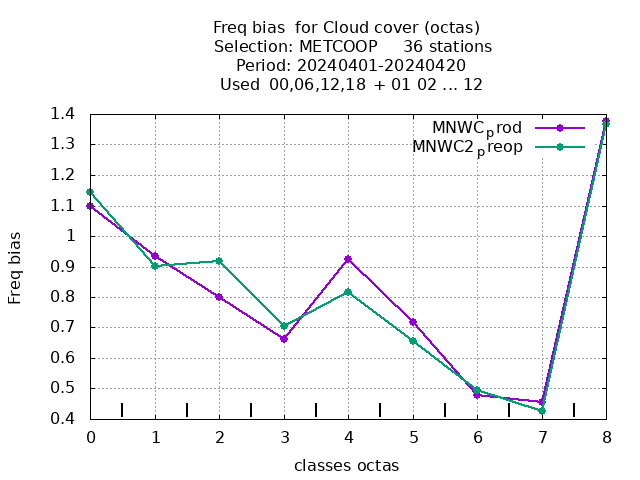 Freq bias  for Cloud cover (octas)
Selection: METCOOP     36 stations
Period: 20240401-20240420
Used  00,06,12,18  + 01 02 ... 12
MNWC_prod
MNWC2_preop
1.4
1.3
1.2
1.1
1
0.9
0.8
0.7
0.6
0.5
0.4
Freq bias
0 1 2 3 4 5 6 7 8
classes octas